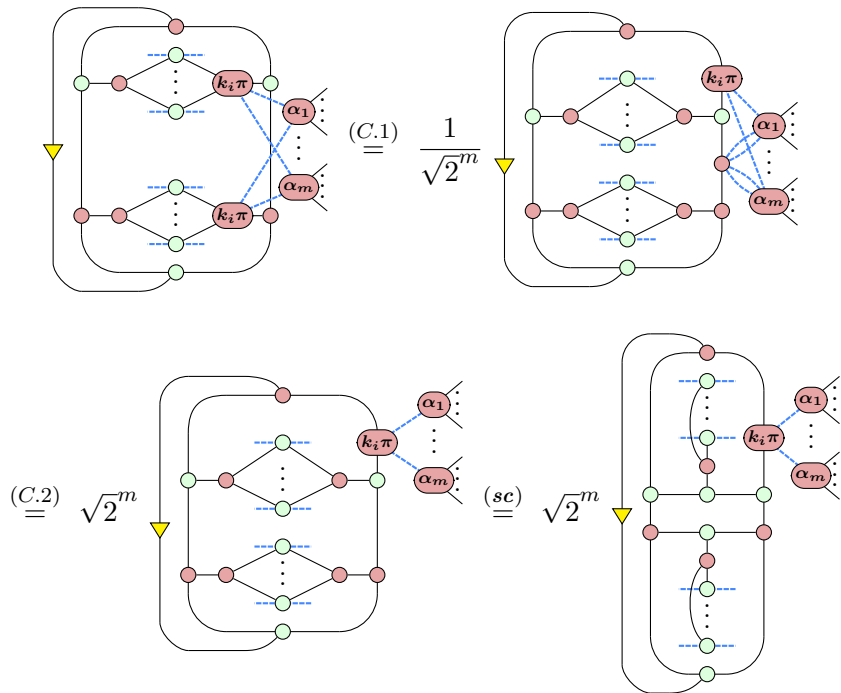 k_iπ
α_1
(C.1)
=
1
√2^m
k_iπ
α_1
α_m
k_iπ
α_m
α_1
k_iπ
α_m
(C.2)
=
√2^m
(sc)
=
√2^m
α_1
k_iπ
α_m